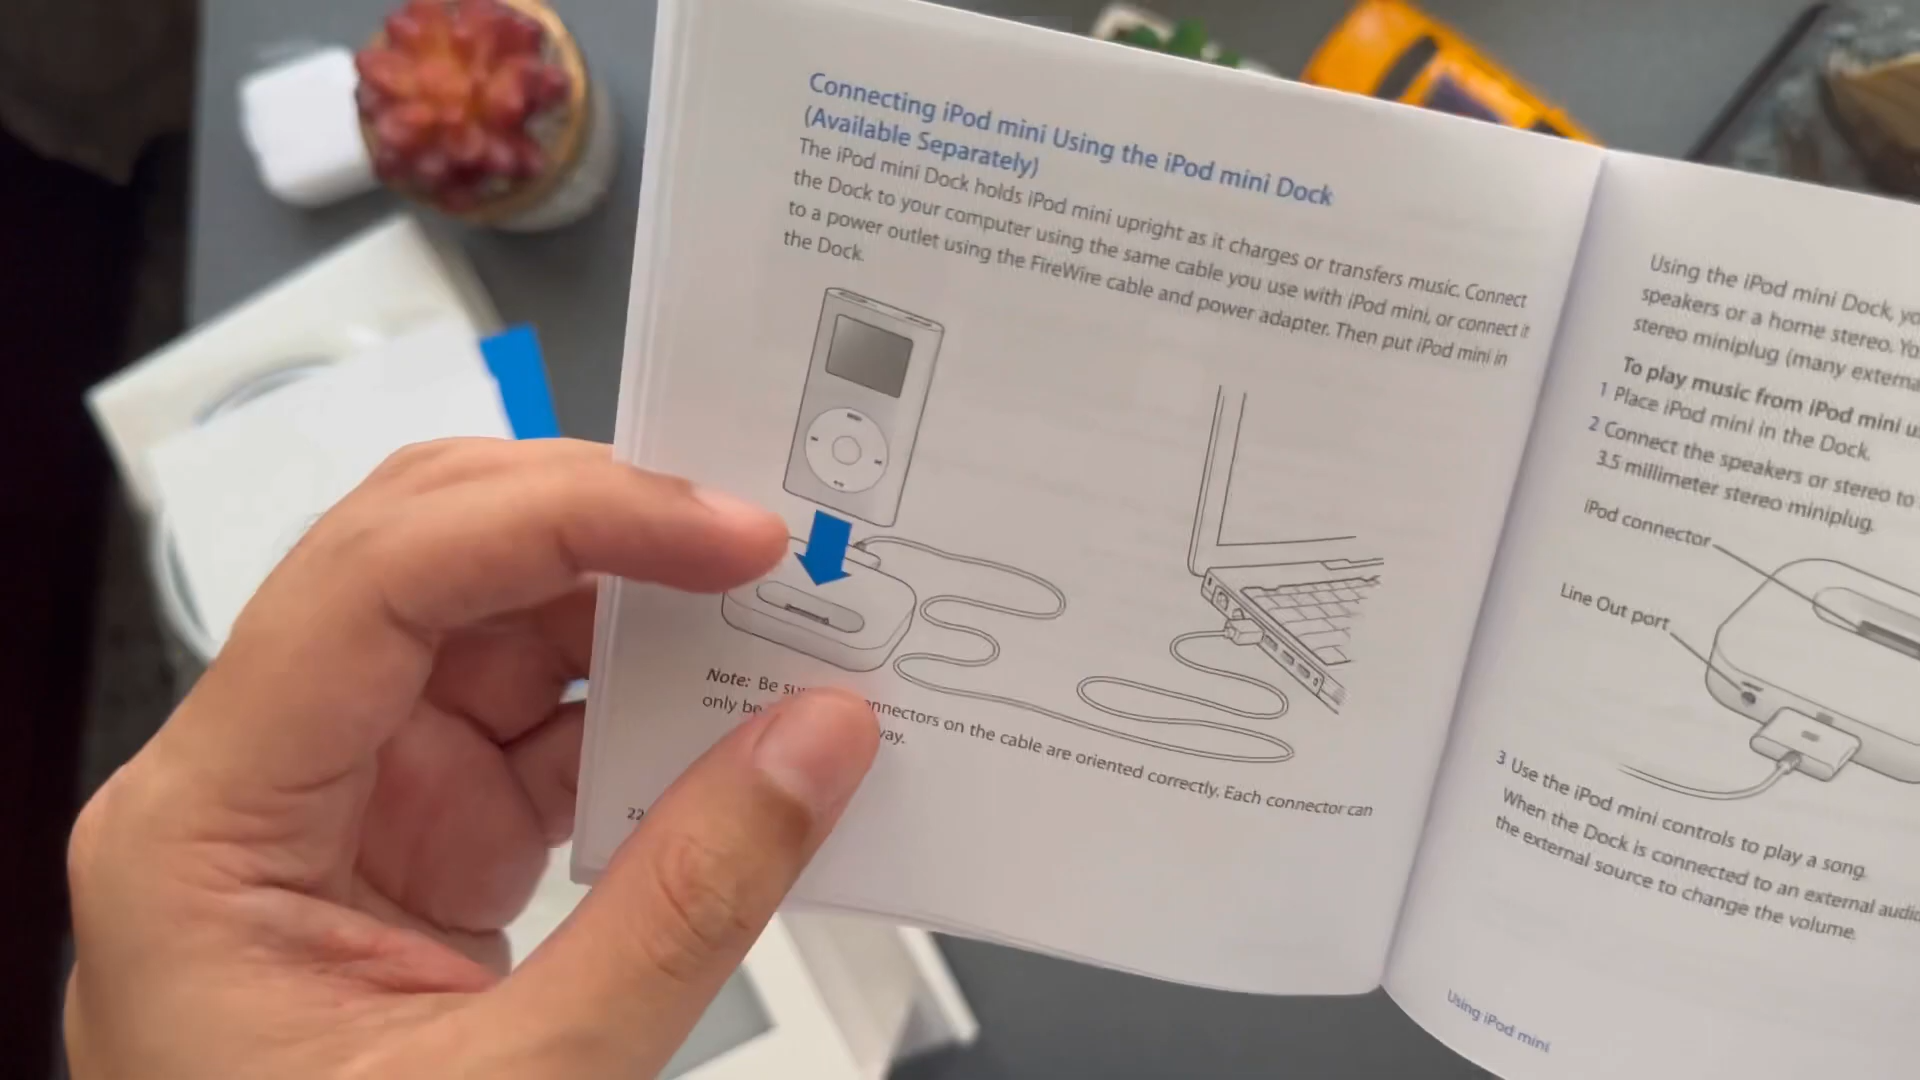 Connecting iPod mini Using the iPod mini Dock
(Available Separately)
The iPod mini Dock holds iPod mini upright as it charges or transfers music. Connect
the Dock to your computer using the same cable you use with iPod mini, or connect it
to a power outlet using the FireWire cable and power adapter. Then put iPod mini in
the Dock.
Note: Be
connectors on the cable are oriented correctly. Each connector can
only be
22
Using the iPod mini Dock,
speakers or a home stereo.
stereo miniplug (many
To play music from iPod mini
1 Place iPod mini in the Dock.
2 Connect the speakers or stereo to
3.5 millimeter stereo miniplug.
iPod connector
Line Out port
3 Use the iPod mini controls to play a song.
When the Dock is connected to an external audio
the external source to change the volume.
Using iPod mini